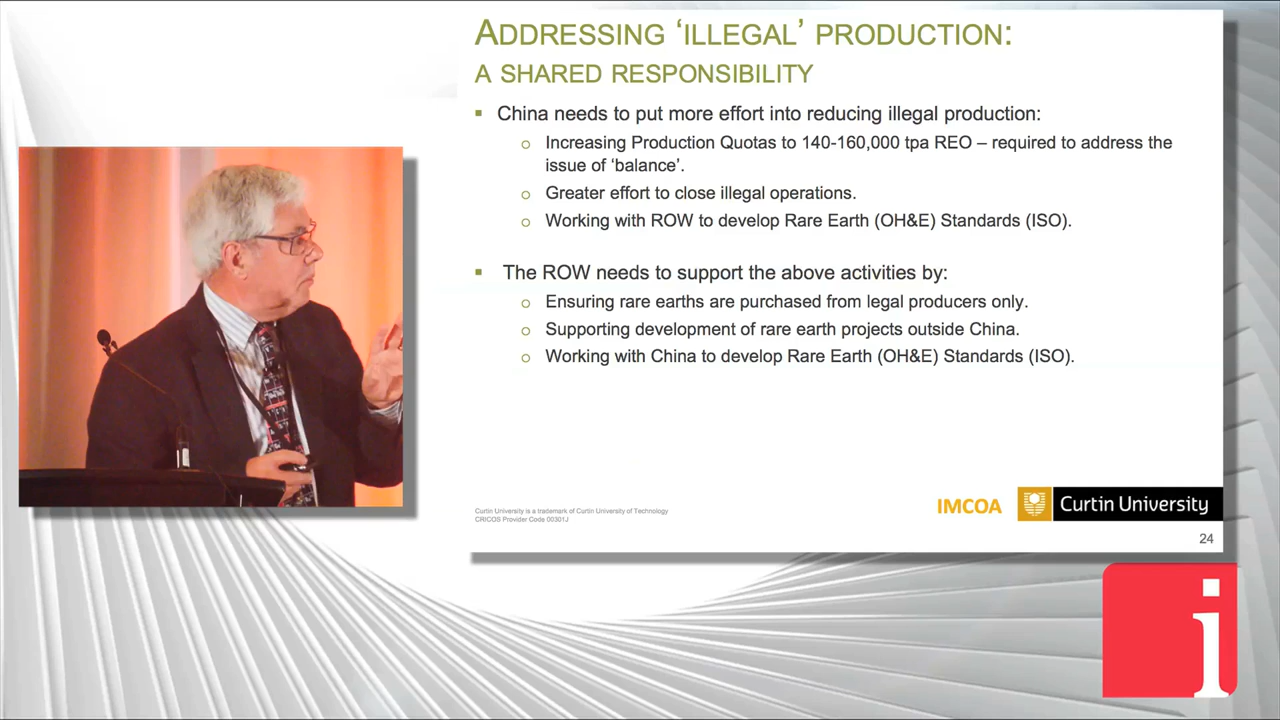 ADDRESSING ‘ILLEGAL’ PRODUCTION:
A SHARED RESPONSIBILITY
▪ China needs to put more effort into reducing illegal production:
o Increasing Production Quotas to 140-160,000 tpa REO – required to address the
issue of ‘balance’.
o Greater effort to close illegal operations.
o Working with ROW to develop Rare Earth (OH&E) Standards (ISO).
▪ The ROW needs to support the above activities by:
o Ensuring rare earths are purchased from legal producers only.
o Supporting development of rare earth projects outside China.
o Working with China to develop Rare Earth (OH&E) Standards (ISO).
Curtin University is a trademark of Curtin University of Technology
CRICOS Provider Code 00301J
IMCOA
Curtin University
24
i